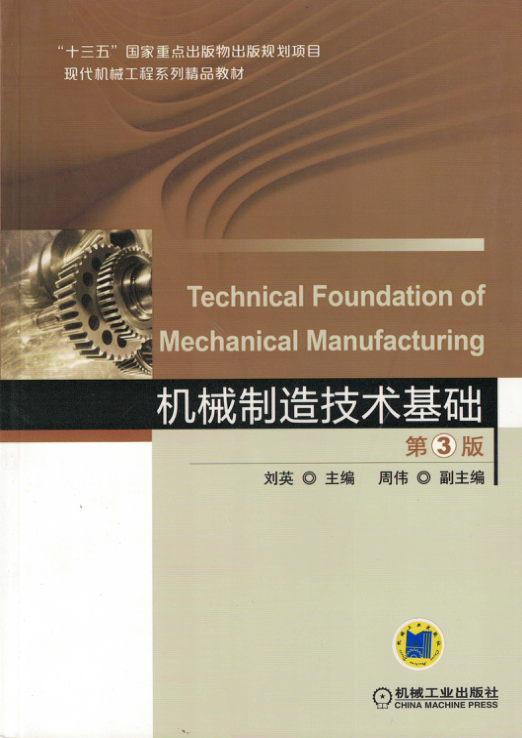 “十三五”国家重点出版物出版规划项目
现代机械工程系列精品教材
Technical Foundation of
Mechanical Manufacturing
机械制造技术基础
第3版
刘英 ◎ 主编 周伟 ◎ 副主编
机械工业出版社
CHINA MACHINE PRESS